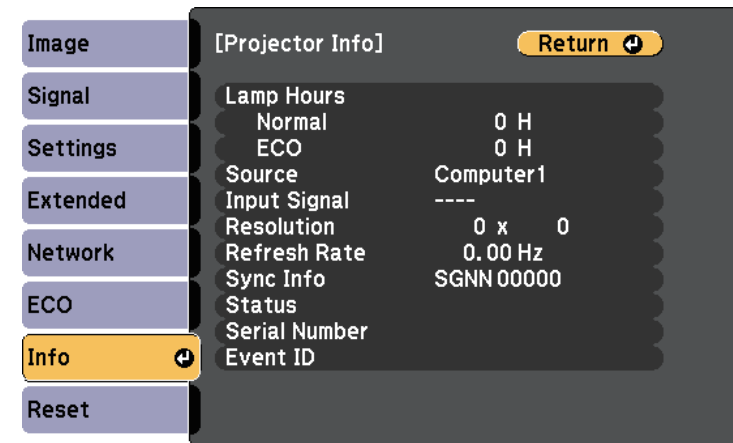 Image
Signal
Settings
Extended
Network
ECO
Info
Reset
[Projector Info]
Return
Lamp Hours
Normal 0 H
ECO 0 H
Source Computer1
Input Signal ----
Resolution 0 x 0
Refresh Rate 0.00 Hz
Sync Info SGNN 00000
Status
Serial Number
Event ID